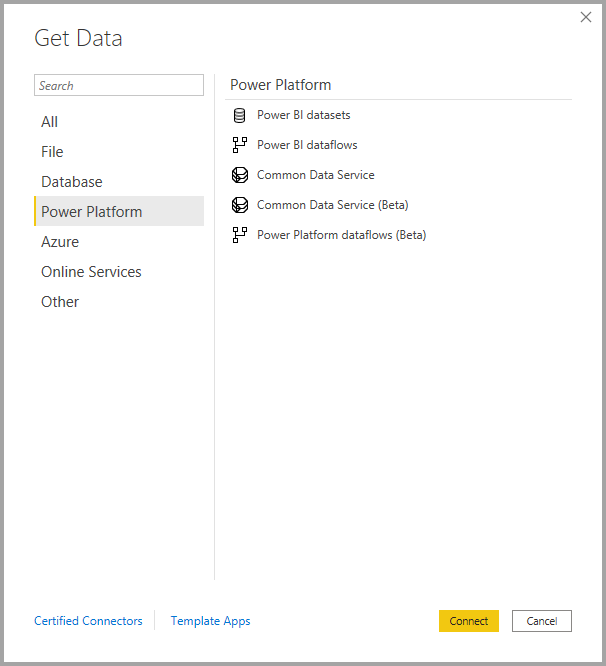 Get Data
Search
All
File
Database
Power Platform
Azure
Online Services
Other
Power Platform
Power BI datasets
Power BI dataflows
Common Data Service
Common Data Service (Beta)
Power Platform dataflows (Beta)
Certified Connectors
Template Apps
Connect
Cancel